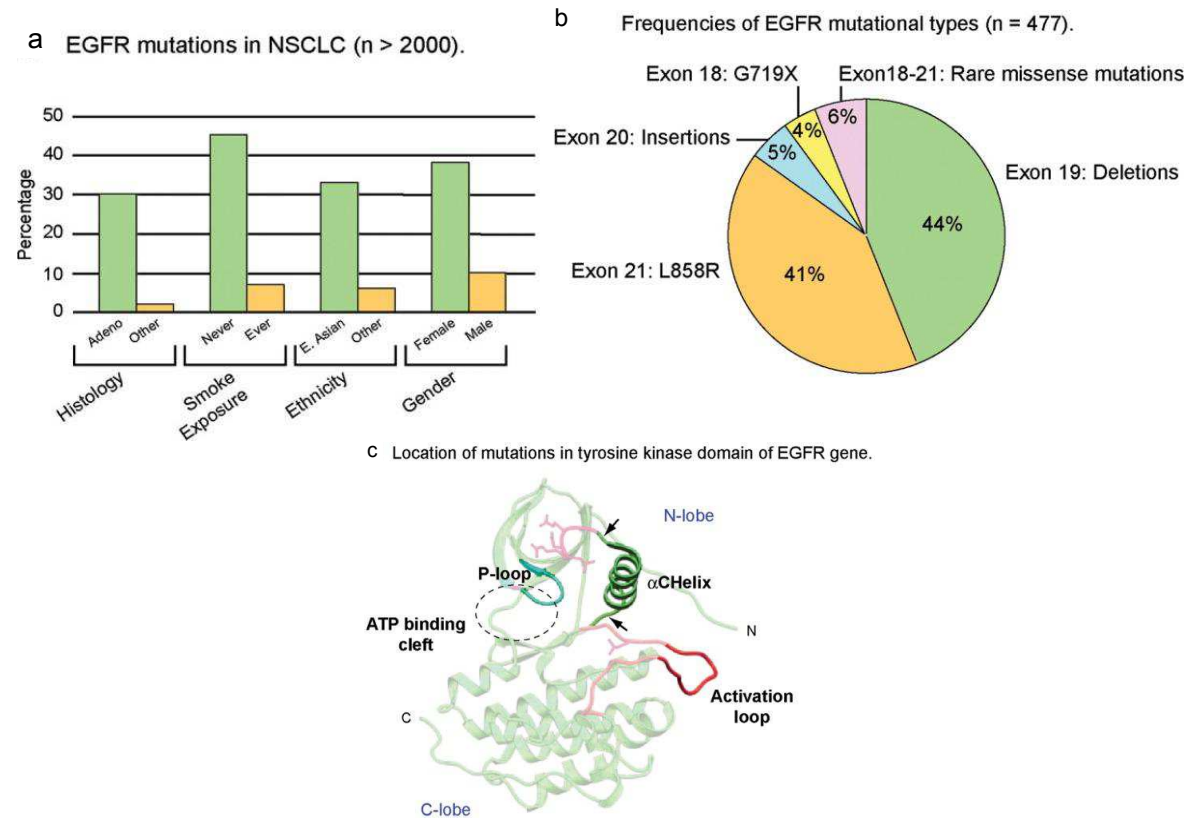 a EGFR mutations in NSCLC (n > 2000).
Percentage
50
40
30
20
10
0
Adeno
Other
Never
Ever
E. Asian
Other
Female
Male
Histology
Smoke
Exposure
Ethnicity
Gender
b Frequencies of EGFR mutational types (n = 477).
Exon 18: G719X
Exon18-21: Rare missense mutations
Exon 20: Insertions
Exon 19: Deletions
Exon 21: L858R
4%
6%
5%
44%
41%
c Location of mutations in tyrosine kinase domain of EGFR gene.
N-lobe
P-loop
αCHelix
ATP binding
cleft
N
Activation
loop
C
C-lobe